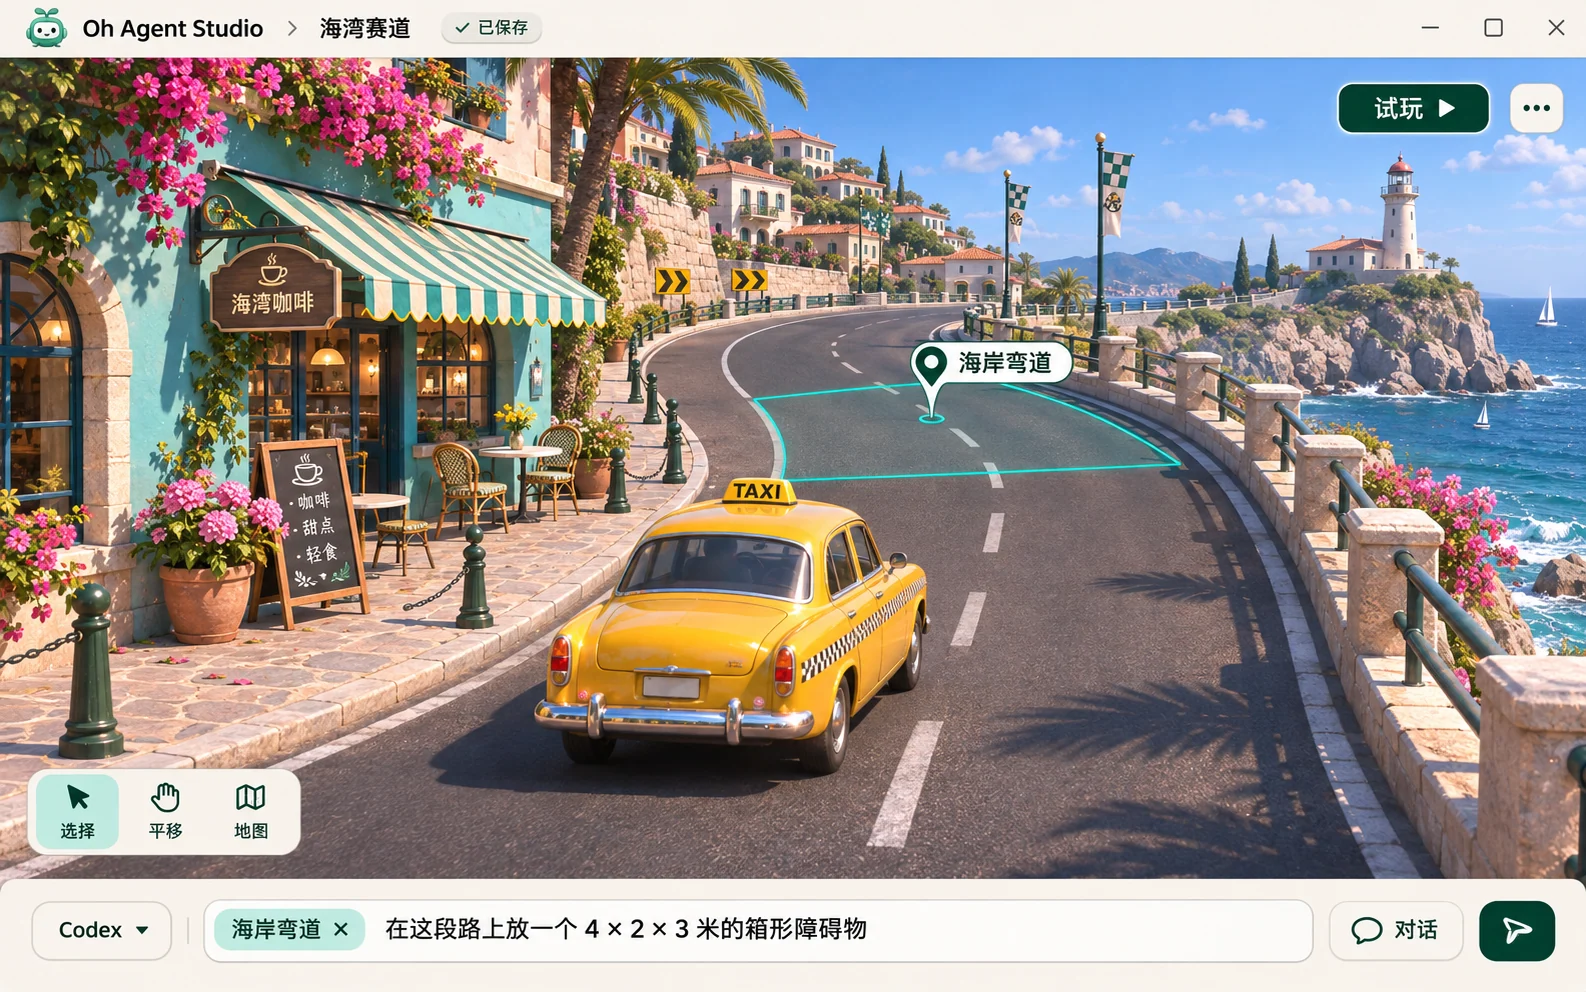 Oh Agent Studio
海湾赛道
已保存
试玩
海湾咖啡
海岸弯道
TAXI
· 咖啡
· 甜点
· 轻食
选择
平移
地图
Codex
海岸弯道
在这段路上放一个 4 × 2 × 3 米的箱形障碍物
对话